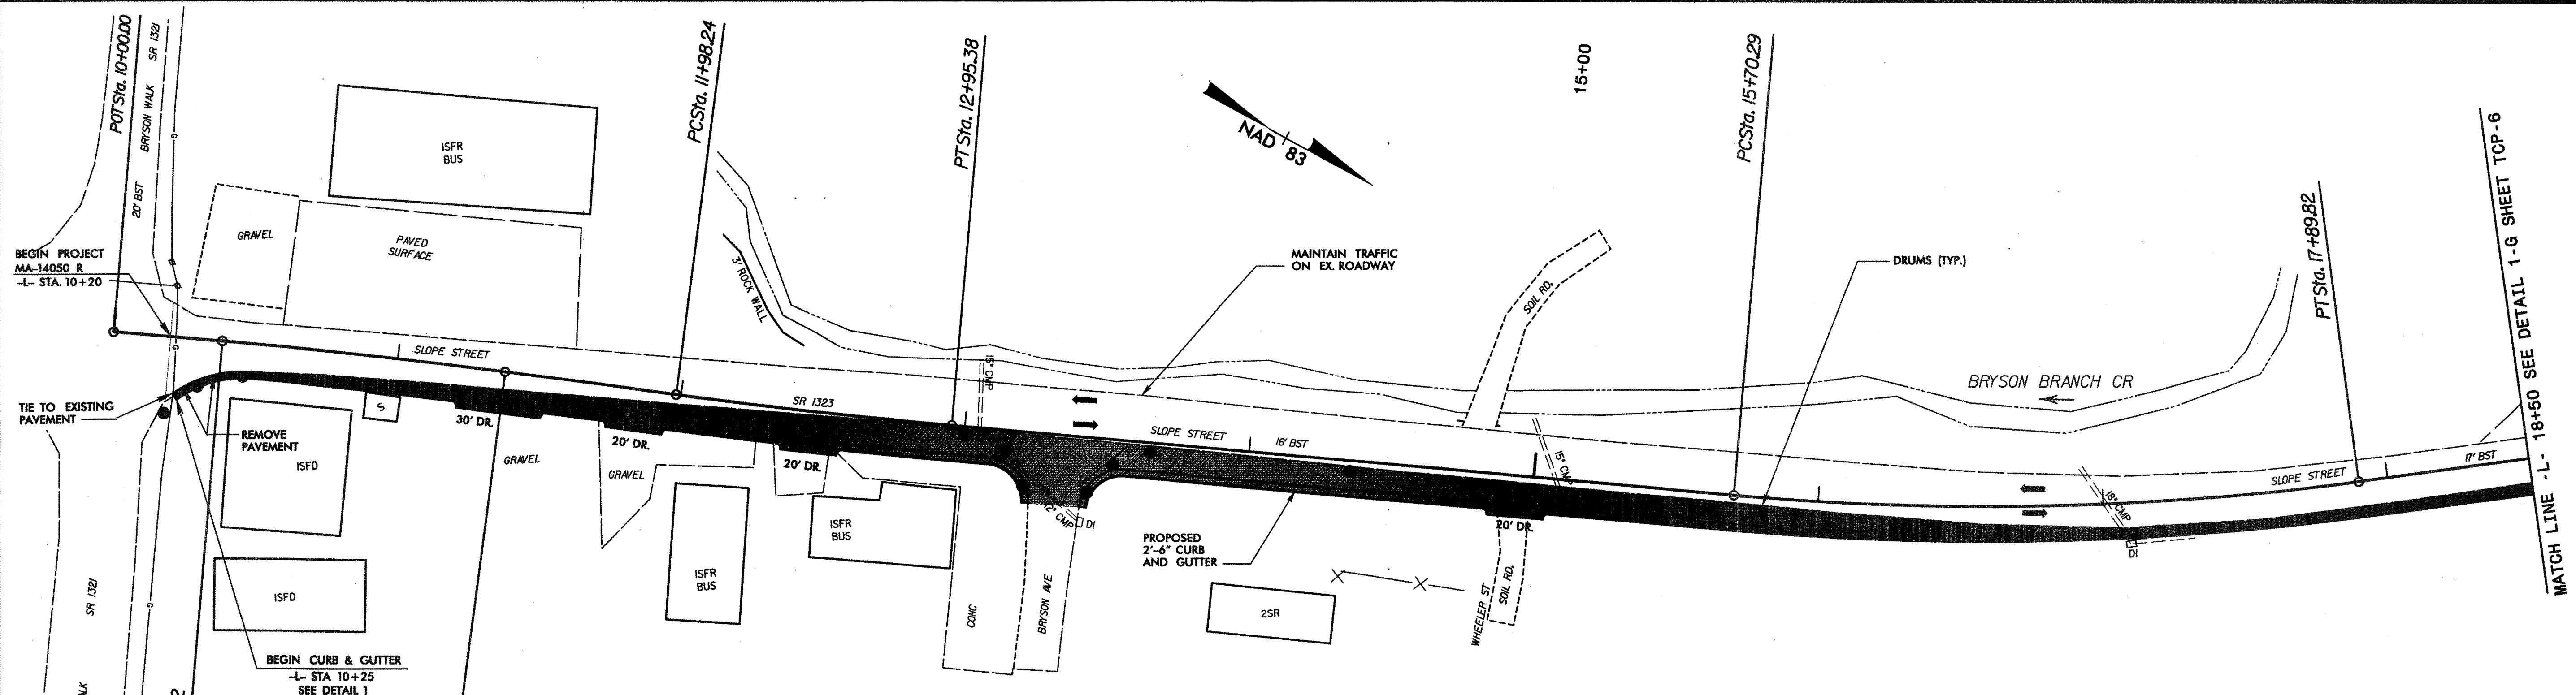 POT Sta. 10+00.00
20' BST
BRYSON WALK
SR 1321
PC Sta. 11+98.24
PT Sta. 12+95.38
NAD 83
15+00
PC Sta. 15+70.29
PT Sta. 17+89.82
MATCH LINE -L- 18+50 SEE DETAIL 1-G SHEET TCP-6
1SFR
BUS
GRAVEL
PAVED
SURFACE
BEGIN PROJECT
MA-14050 R
-L- STA. 10+20
3' ROCK WALL
MAINTAIN TRAFFIC
ON EX. ROADWAY
SOIL RD.
DRUMS (TYP.)
G
G
SLOPE STREET
15" CMP
BRYSON BRANCH CR
TIE TO EXISTING
PAVEMENT
REMOVE
PAVEMENT
S
30' DR.
20' DR.
20' DR.
SR 1323
SLOPE STREET
16' BST
15" CMP
SLOPE STREET
17' BST
18" CMP
DI
1SFD
GRAVEL
GRAVEL
1SFR
BUS
1SFR
BUS
12" CMP
DI
PROPOSED
2'-6" CURB
AND GUTTER
20' DR.
1SFD
SR 1321
G
CONC
BRYSON AVE
2SR
WHEELER ST
SOIL RD.
BEGIN CURB & GUTTER
-L- STA 10+25
SEE DETAIL 1